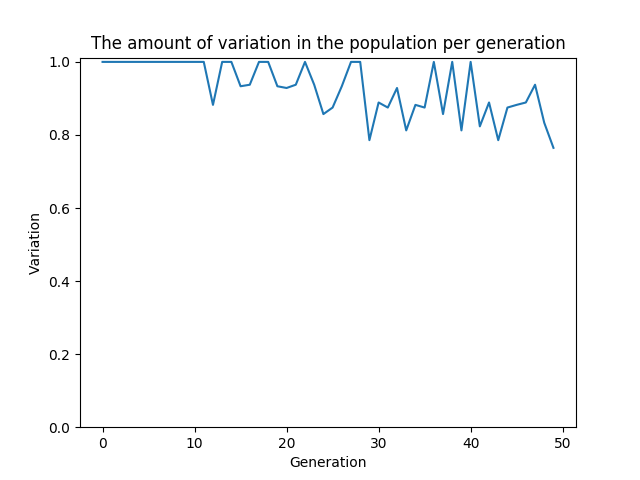 The amount of variation in the population per generation
1.0
0.8
0.6
0.4
0.2
0.0
Variation
0 10 20 30 40 50
Generation